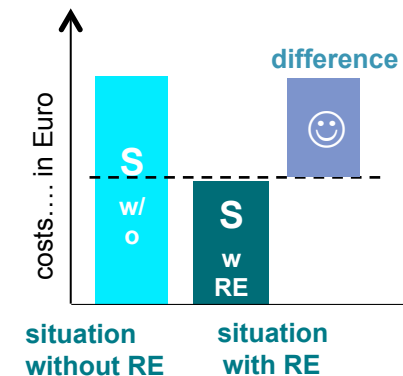 difference
costs…. in Euro
S
w/
o
S
w
RE
situation
without RE
situation
with RE